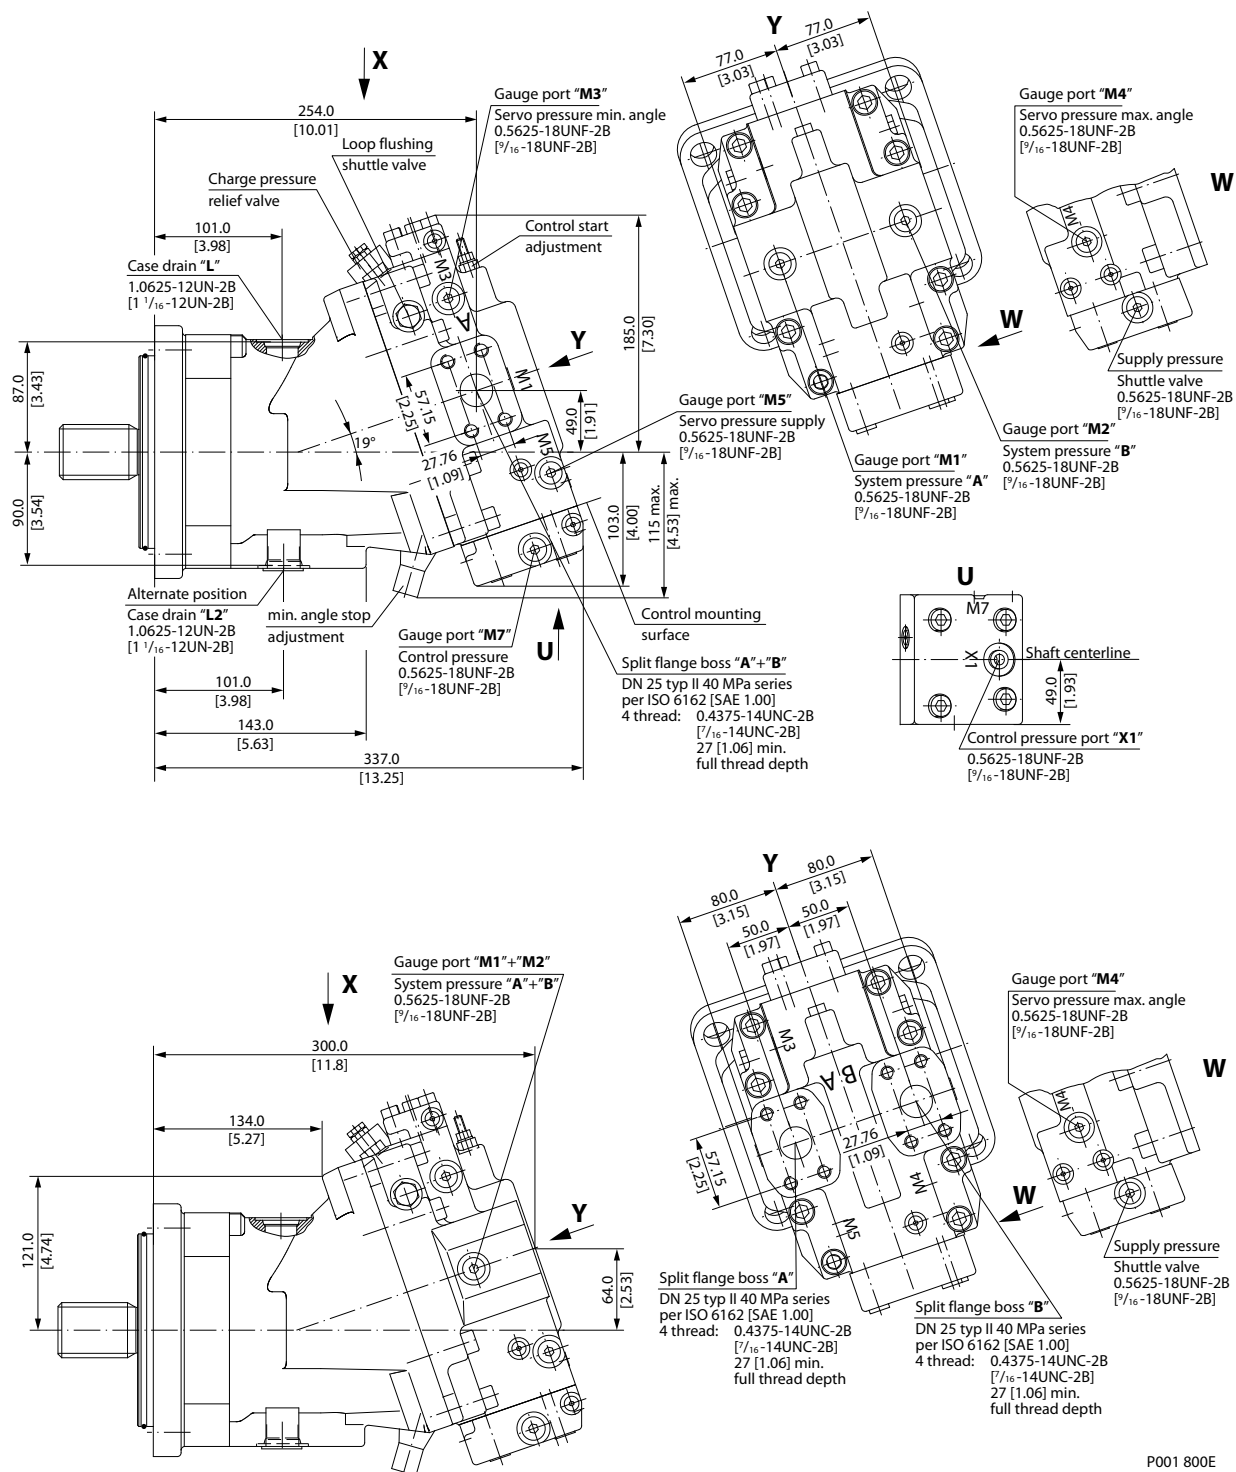 X
254.0
[10.01]
Gauge port "M3"
Servo pressure min. angle
0.5625-18UNF-2B
[9/16-18UNF-2B]
Loop flushing
shuttle valve
Charge pressure
relief valve
101.0
[3.98]
Control start
adjustment
Case drain "L"
1.0625-12UN-2B
[1 1/16-12UN-2B]
M3
A
Y
185.0
[7.30]
87.0
[3.43]
57.15
[2.25]
M1
49.0
[1.91]
19°
27.76
[1.09]
M5
Gauge port "M5"
Servo pressure supply
0.5625-18UNF-2B
[9/16-18UNF-2B]
90.0
[3.54]
103.0
[4.00]
115 max.
[4.53] max.
Alternate position
Case drain "L2"
1.0625-12UN-2B
[1 1/16-12UN-2B]
min. angle stop
adjustment
Gauge port "M7"
Control pressure
0.5625-18UNF-2B
[9/16-18UNF-2B]
U
Control mounting
surface
Split flange boss "A"+"B"
DN 25 typ II 40 MPa series
per ISO 6162 [SAE 1.00]
4 thread: 0.4375-14UNC-2B
[7/16-14UNC-2B]
27 [1.06] min.
full thread depth
101.0
[3.98]
143.0
[5.63]
337.0
[13.25]
Y
77.0
[3.03]
77.0
[3.03]
W
Gauge port "M1"
System pressure "A"
0.5625-18UNF-2B
[9/16-18UNF-2B]
Gauge port "M2"
System pressure "B"
0.5625-18UNF-2B
[9/16-18UNF-2B]
Gauge port "M4"
Servo pressure max. angle
0.5625-18UNF-2B
[9/16-18UNF-2B]
W
M4
Supply pressure
Shuttle valve
0.5625-18UNF-2B
[9/16-18UNF-2B]
U
M7
X1
Shaft centerline
49.0
[1.93]
Control pressure port "X1"
0.5625-18UNF-2B
[9/16-18UNF-2B]
X
Gauge port "M1"+"M2"
System pressure "A"+"B"
0.5625-18UNF-2B
[9/16-18UNF-2B]
300.0
[11.8]
134.0
[5.27]
Y
121.0
[4.74]
64.0
[2.53]
Y
80.0
[3.15]
80.0
[3.15]
50.0
[1.97]
50.0
[1.97]
M3
B A
27.76
[1.09]
57.15
[2.25]
M4
M5
W
Split flange boss "A"
DN 25 typ II 40 MPa series
per ISO 6162 [SAE 1.00]
4 thread: 0.4375-14UNC-2B
[7/16-14UNC-2B]
27 [1.06] min.
full thread depth
Split flange boss "B"
DN 25 typ II 40 MPa series
per ISO 6162 [SAE 1.00]
4 thread: 0.4375-14UNC-2B
[7/16-14UNC-2B]
27 [1.06] min.
full thread depth
Gauge port "M4"
Servo pressure max. angle
0.5625-18UNF-2B
[9/16-18UNF-2B]
W
M4
Supply pressure
Shuttle valve
0.5625-18UNF-2B
[9/16-18UNF-2B]
P001 800E